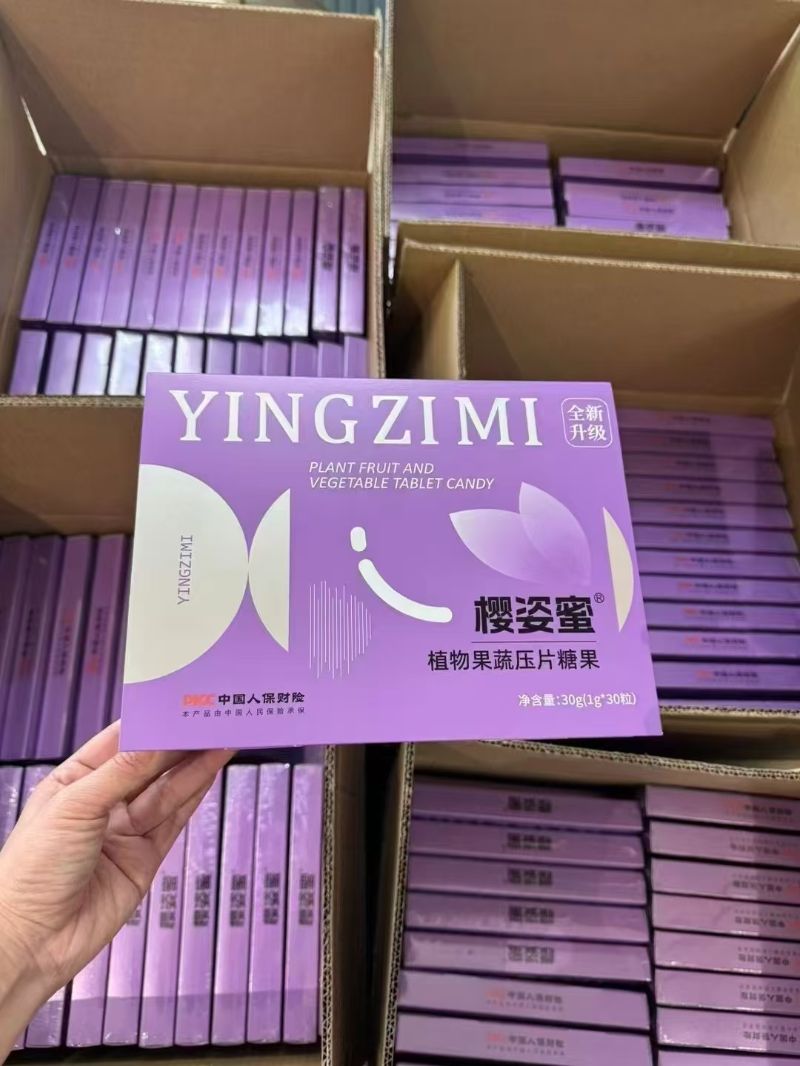 YINGZIMI
全新
升级
PLANT FRUIT AND
VEGETABLE TABLET CANDY
YINGZIMI
樱姿蜜®
植物果蔬压片糖果
PICC 中国人保财险
本产品由中国人民保险承保
净含量:30g(1g*30粒)